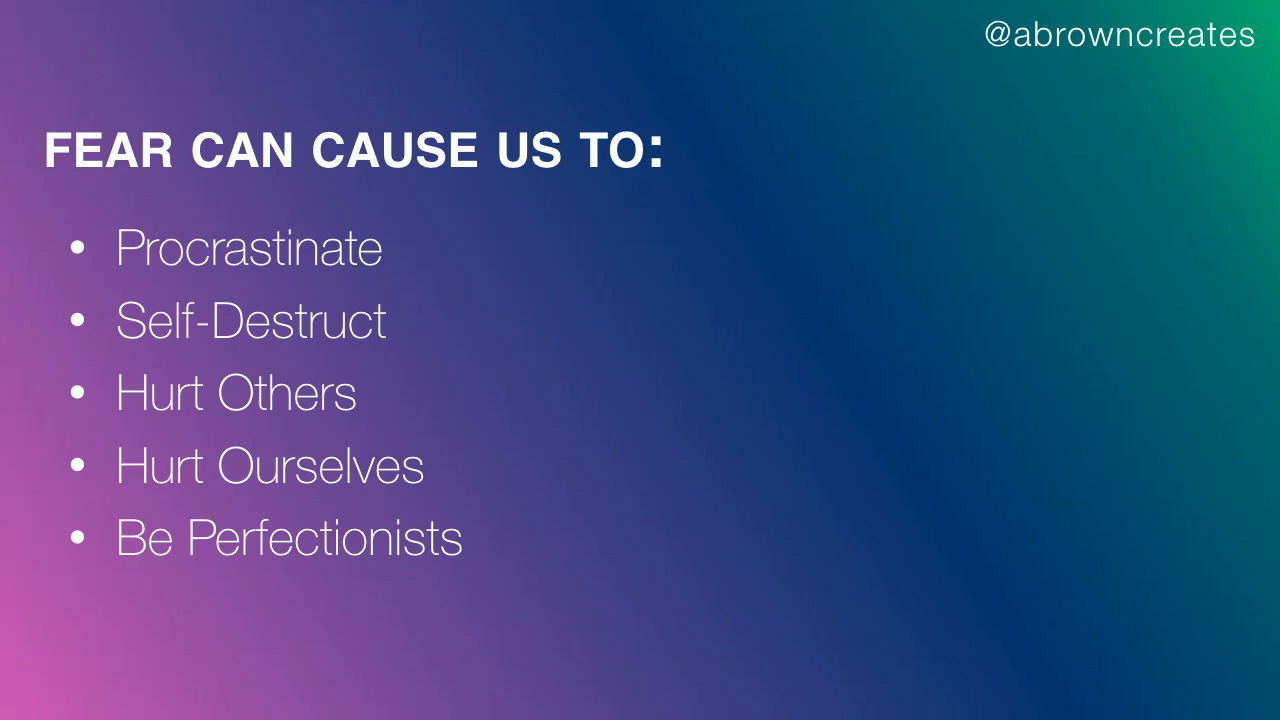 @abrowncreates
FEAR CAN CAUSE US TO:
• Procrastinate
• Self-Destruct
• Hurt Others
• Hurt Ourselves
• Be Perfectionists